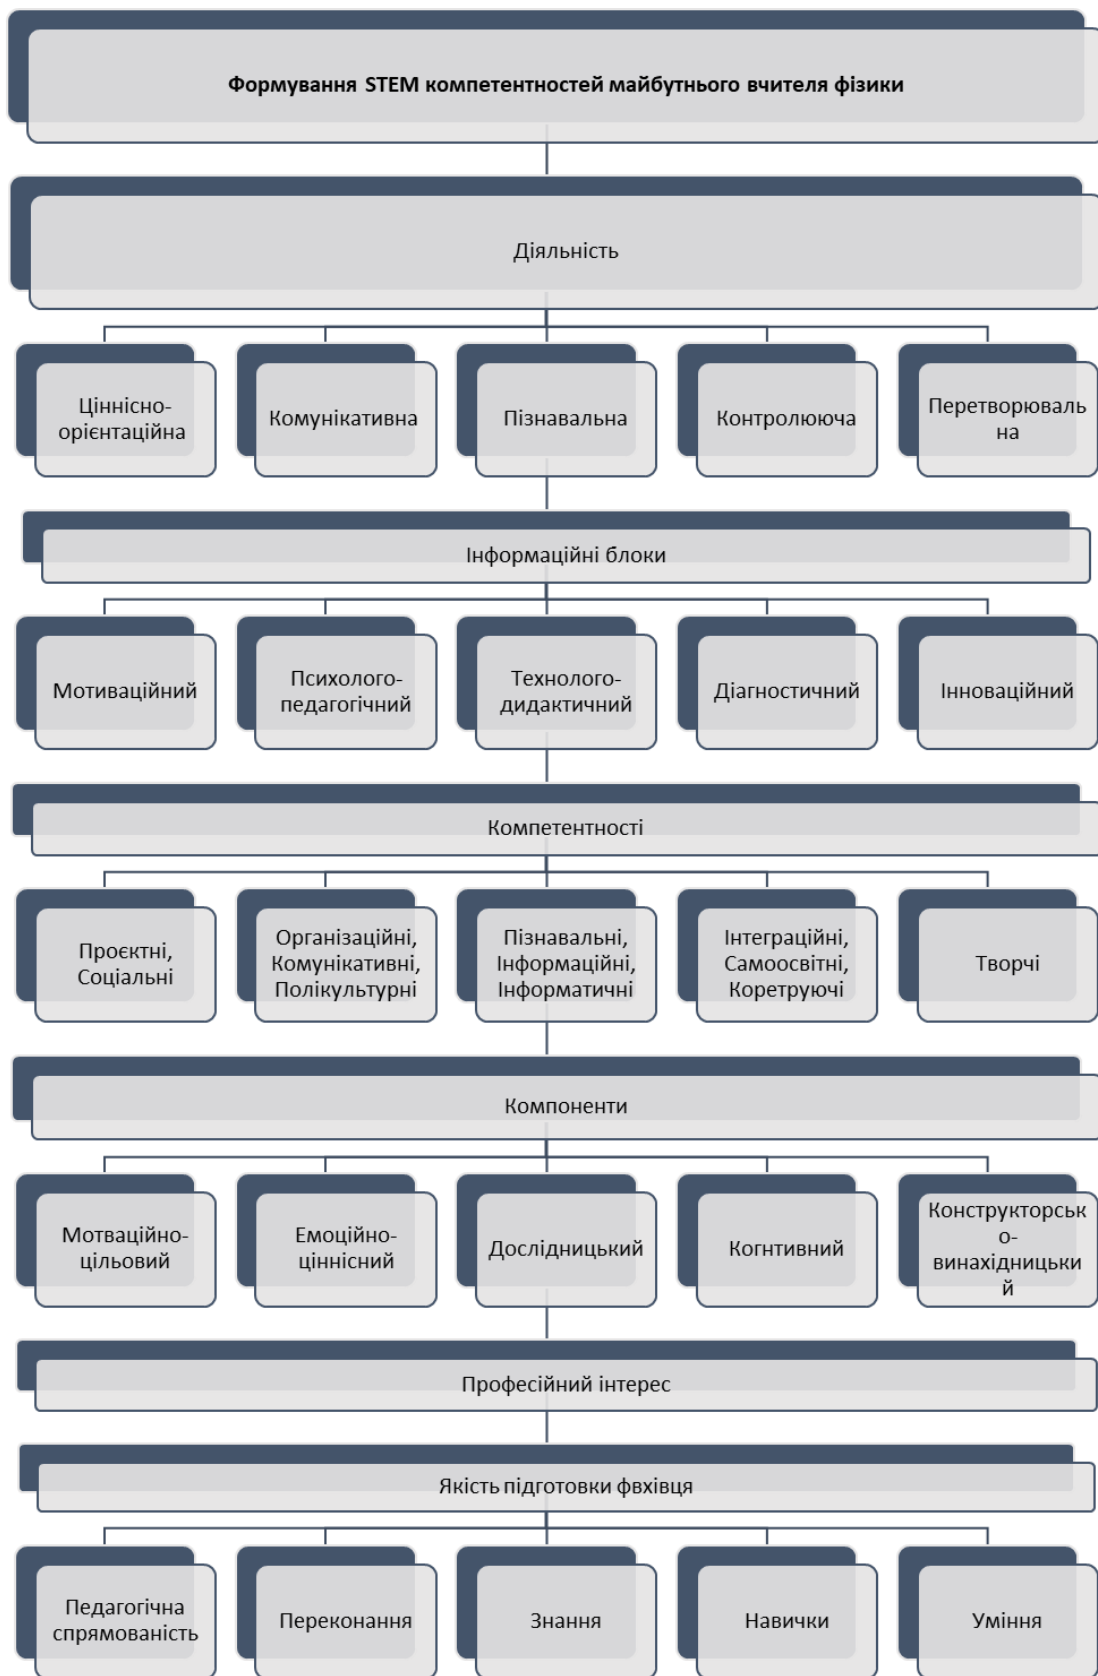 Формування STEM компетентностей майбутнього вчителя фізики
Діяльність
Ціннісно-
орієнтаційна
Комунікативна
Пізнавальна
Контролююча
Перетворюваль
на
Інформаційні блоки
Мотиваційний
Психолого-
педагогічний
Технолого-
дидактичний
Діагностичний
Інноваційний
Компетентності
Проєктні,
Соціальні
Організаційні,
Комунікативні,
Полікультурні
Пізнавальні,
Інформаційні,
Інформатичні
Інтеграційні,
Самоосвітні,
Коретруючі
Творчі
Компоненти
Мотваційно-
цільовий
Емоційно-
ціннісний
Дослідницький
Когнтивний
Конструкторськ
о-
винахідницьки
й
Професійний інтерес
Якість підготовки фвхівця
Педагогічна
спрямованість
Переконання
Знання
Навички
Уміння